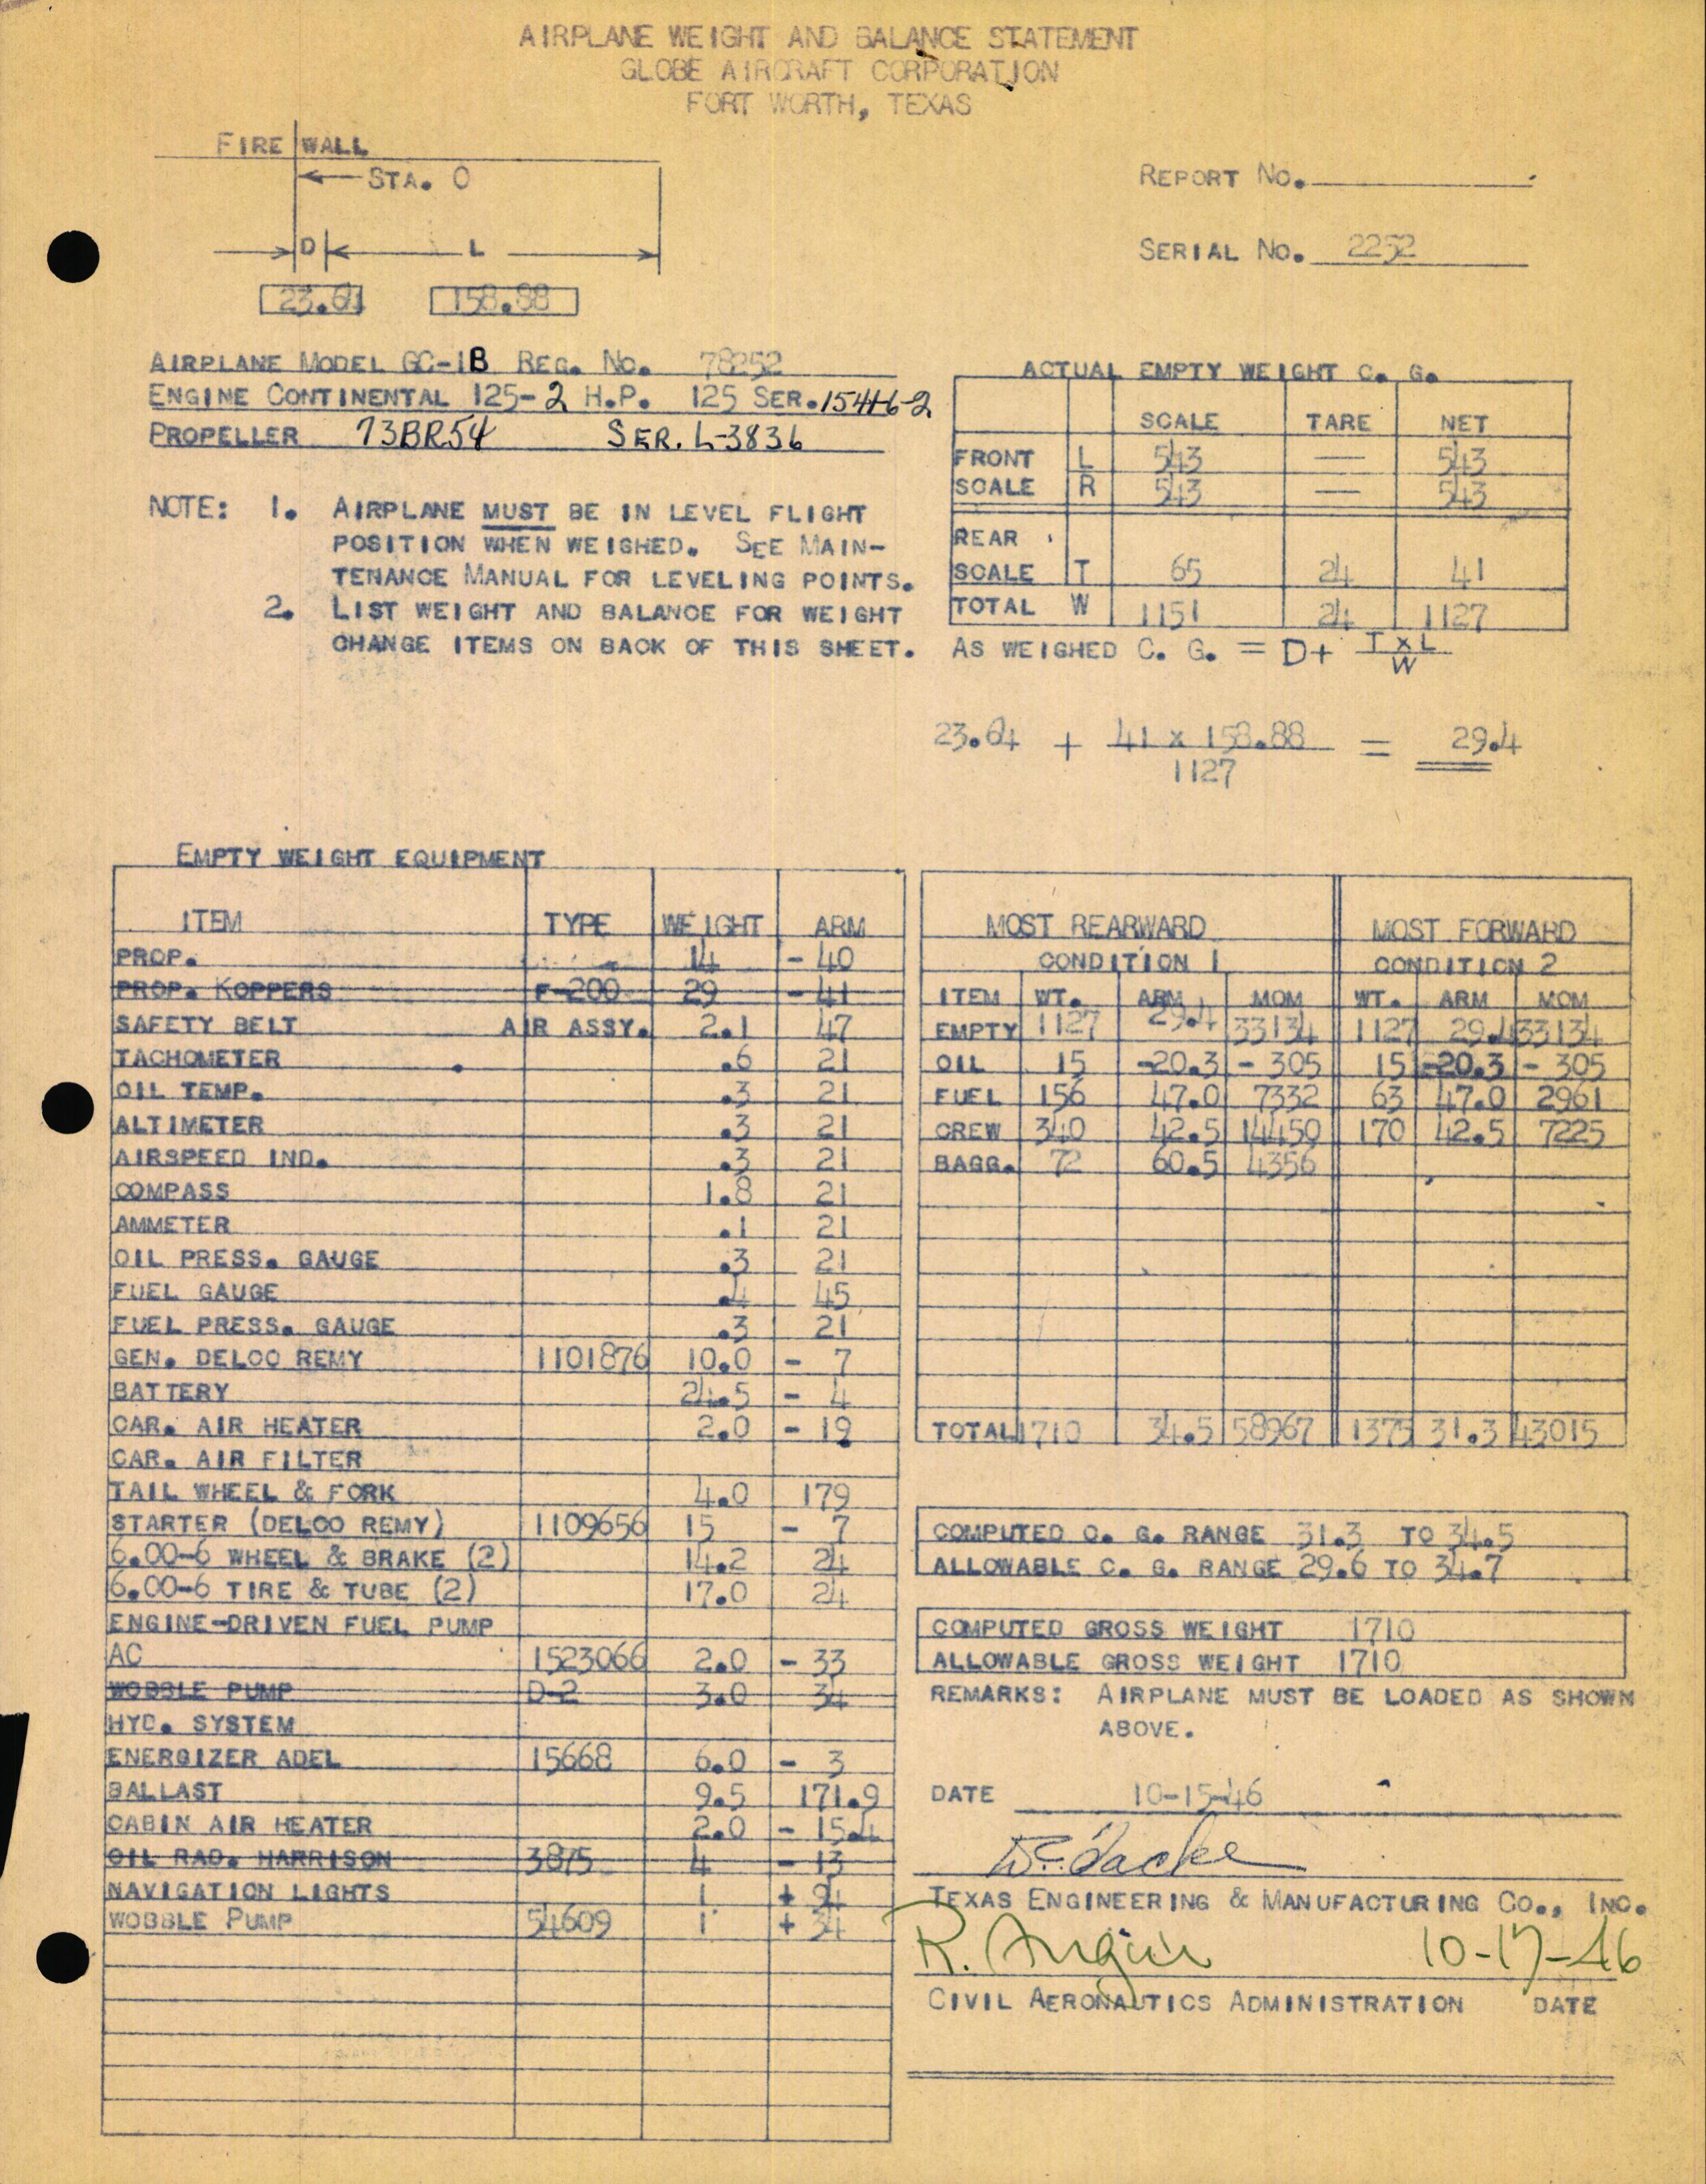 AIRPLANE WEIGHT AND BALANCE STATEMENT
GLOBE AIRCRAFT CORPORATION
FORT WORTH, TEXAS
FIRE WALL
STA. 0
D L
23.64 158.88
REPORT NO.
SERIAL NO. 2252
AIRPLANE MODEL GC-1B REG. NO. 78252
ENGINE CONTINENTAL 125-2 H.P. 125 SER. 15416-2
PROPELLER 73BR54 SER. L-3836
NOTE: 1. AIRPLANE MUST BE IN LEVEL FLIGHT
POSITION WHEN WEIGHED. SEE MAIN-
TENANCE MANUAL FOR LEVELING POINTS.
2. LIST WEIGHT AND BALANCE FOR WEIGHT
CHANGE ITEMS ON BACK OF THIS SHEET.
ACTUAL EMPTY WEIGHT C. G.
SCALE TARE NET
FRONT L 543 — 543
SCALE R 543 — 543
REAR
SCALE T 65 24 41
TOTAL W 1151 24 1127
AS WEIGHED C. G. = D+ T x L
W
23.64 + 41 x 158.88 = 29.4
1127
EMPTY WEIGHT EQUIPMENT
ITEM TYPE WEIGHT ARM
PROP. 14 - 40
PROP. KOPPERS F-200 29 - 41
SAFETY BELT AIR ASSY. 2.1 47
TACHOMETER .6 21
OIL TEMP. .3 21
ALTIMETER .3 21
AIRSPEED IND. .3 21
COMPASS 1.8 21
AMMETER .1 21
OIL PRESS. GAUGE .3 21
FUEL GAUGE .4 45
FUEL PRESS. GAUGE .3 21
GEN. DELCO REMY 1101876 10.0 - 7
BATTERY 24.5 - 4
CAR. AIR HEATER 2.0 - 19
CAR. AIR FILTER
TAIL WHEEL & FORK 4.0 179
STARTER (DELCO REMY) 1109656 15 - 7
6.00-6 WHEEL & BRAKE (2) 14.2 24
6.00-6 TIRE & TUBE (2) 17.0 24
ENGINE-DRIVEN FUEL PUMP
AC 1523066 2.0 - 33
WOBBLE PUMP D-2 3.0 34
HYD. SYSTEM
ENERGIZER ADEL 15668 6.0 - 3
BALLAST 9.5 171.9
CABIN AIR HEATER 2.0 - 15.4
OIL RAD. HARRISON 3875 4 - 13
NAVIGATION LIGHTS 1 + 94
WOBBLE PUMP 54609 1 + 34
MOST REARWARD MOST FORWARD
CONDITION 1 CONDITION 2
ITEM WT. ARM MOM WT. ARM MOM
EMPTY 1127 29.4 33134 1127 29.4 33134
OIL 15 -20.3 - 305 15 -20.3 - 305
FUEL 156 47.0 7332 63 47.0 2961
CREW 340 42.5 14450 170 42.5 7225
BAGG. 72 60.5 4356
TOTAL 1710 34.5 58967 1375 31.3 43015
COMPUTED C. G. RANGE 31.3 TO 34.5
ALLOWABLE C. G. RANGE 29.6 TO 34.7
COMPUTED GROSS WEIGHT 1710
ALLOWABLE GROSS WEIGHT 1710
REMARKS: AIRPLANE MUST BE LOADED AS SHOWN
ABOVE.
DATE 10-15-46
TEXAS ENGINEERING & MANUFACTURING CO., INC.
R. 10-17-46
CIVIL AERONAUTICS ADMINISTRATION DATE